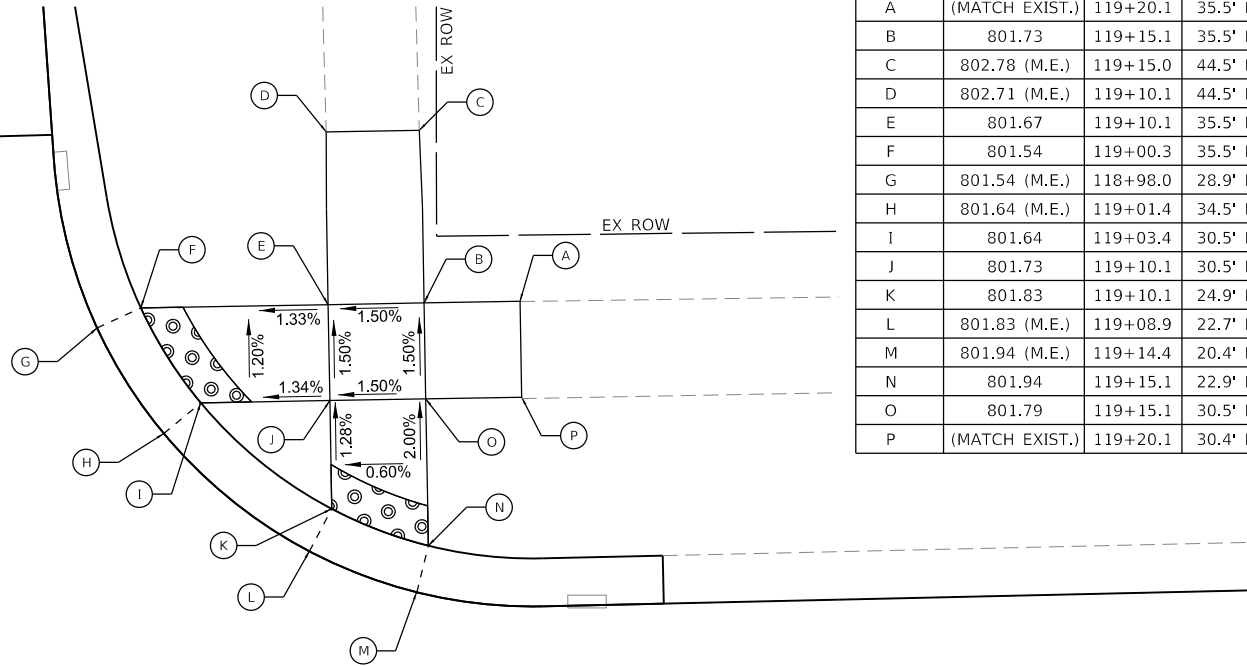 A (MATCH EXIST.) 119+20.1 35.5'
B 801.73 119+15.1 35.5'
C 802.78 (M.E.) 119+15.0 44.5'
D 802.71 (M.E.) 119+10.1 44.5'
E 801.67 119+10.1 35.5'
F 801.54 119+00.3 35.5'
G 801.54 (M.E.) 118+98.0 28.9'
H 801.64 (M.E.) 119+01.4 34.5'
I 801.64 119+03.4 30.5'
J 801.73 119+10.1 30.5'
K 801.83 119+10.1 24.9'
L 801.83 (M.E.) 119+08.9 22.7'
M 801.94 (M.E.) 119+14.4 20.4'
N 801.94 119+15.1 22.9'
O 801.79 119+15.1 30.5'
P (MATCH EXIST.) 119+20.1 30.4'
EX ROW
D
C
EX ROW
F
E
B
A
1.33%
1.50%
1.20%
1.50%
1.50%
G
1.34%
1.50%
J
1.28%
2.00%
O
P
H
0.60%
I
N
K
L
M